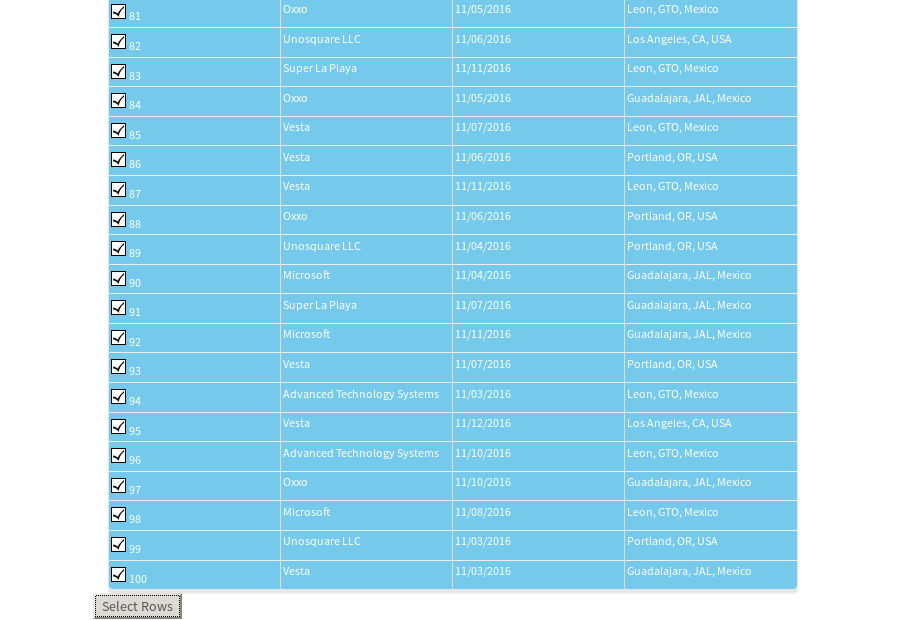 81 Oxxo 11/05/2016 Leon, GTO, Mexico
82 Unosquare LLC 11/06/2016 Los Angeles, CA, USA
83 Super La Playa 11/11/2016 Leon, GTO, Mexico
84 Oxxo 11/05/2016 Guadalajara, JAL, Mexico
85 Vesta 11/07/2016 Leon, GTO, Mexico
86 Vesta 11/06/2016 Portland, OR, USA
87 Vesta 11/11/2016 Leon, GTO, Mexico
88 Oxxo 11/06/2016 Portland, OR, USA
89 Unosquare LLC 11/04/2016 Portland, OR, USA
90 Microsoft 11/04/2016 Guadalajara, JAL, Mexico
91 Super La Playa 11/07/2016 Guadalajara, JAL, Mexico
92 Microsoft 11/11/2016 Guadalajara, JAL, Mexico
93 Vesta 11/07/2016 Portland, OR, USA
94 Advanced Technology Systems 11/03/2016 Leon, GTO, Mexico
95 Vesta 11/12/2016 Los Angeles, CA, USA
96 Advanced Technology Systems 11/10/2016 Leon, GTO, Mexico
97 Oxxo 11/10/2016 Guadalajara, JAL, Mexico
98 Microsoft 11/08/2016 Leon, GTO, Mexico
99 Unosquare LLC 11/03/2016 Portland, OR, USA
100 Vesta 11/03/2016 Guadalajara, JAL, Mexico
Select Rows